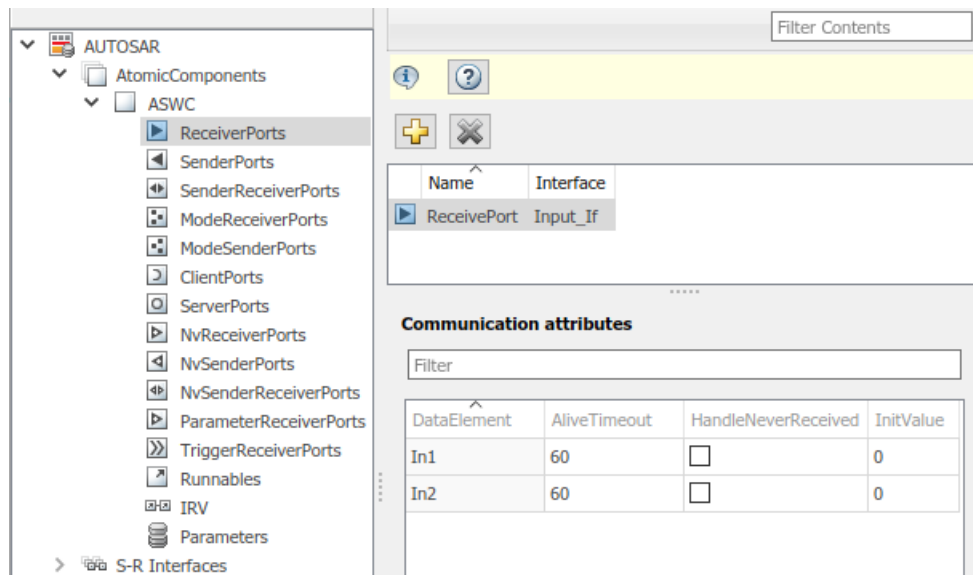 AUTOSAR
AtomicComponents
ASWC
ReceiverPorts
SenderPorts
SenderReceiverPorts
ModeReceiverPorts
ModeSenderPorts
ClientPorts
ServerPorts
NvReceiverPorts
NvSenderPorts
NvSenderReceiverPorts
ParameterReceiverPorts
TriggerReceiverPorts
Runnables
IRV
Parameters
S-R Interfaces
Filter Contents
Name Interface
ReceivePort Input_If
Communication attributes
Filter
DataElement AliveTimeout HandleNeverReceived InitValue
In1 60 0
In2 60 0